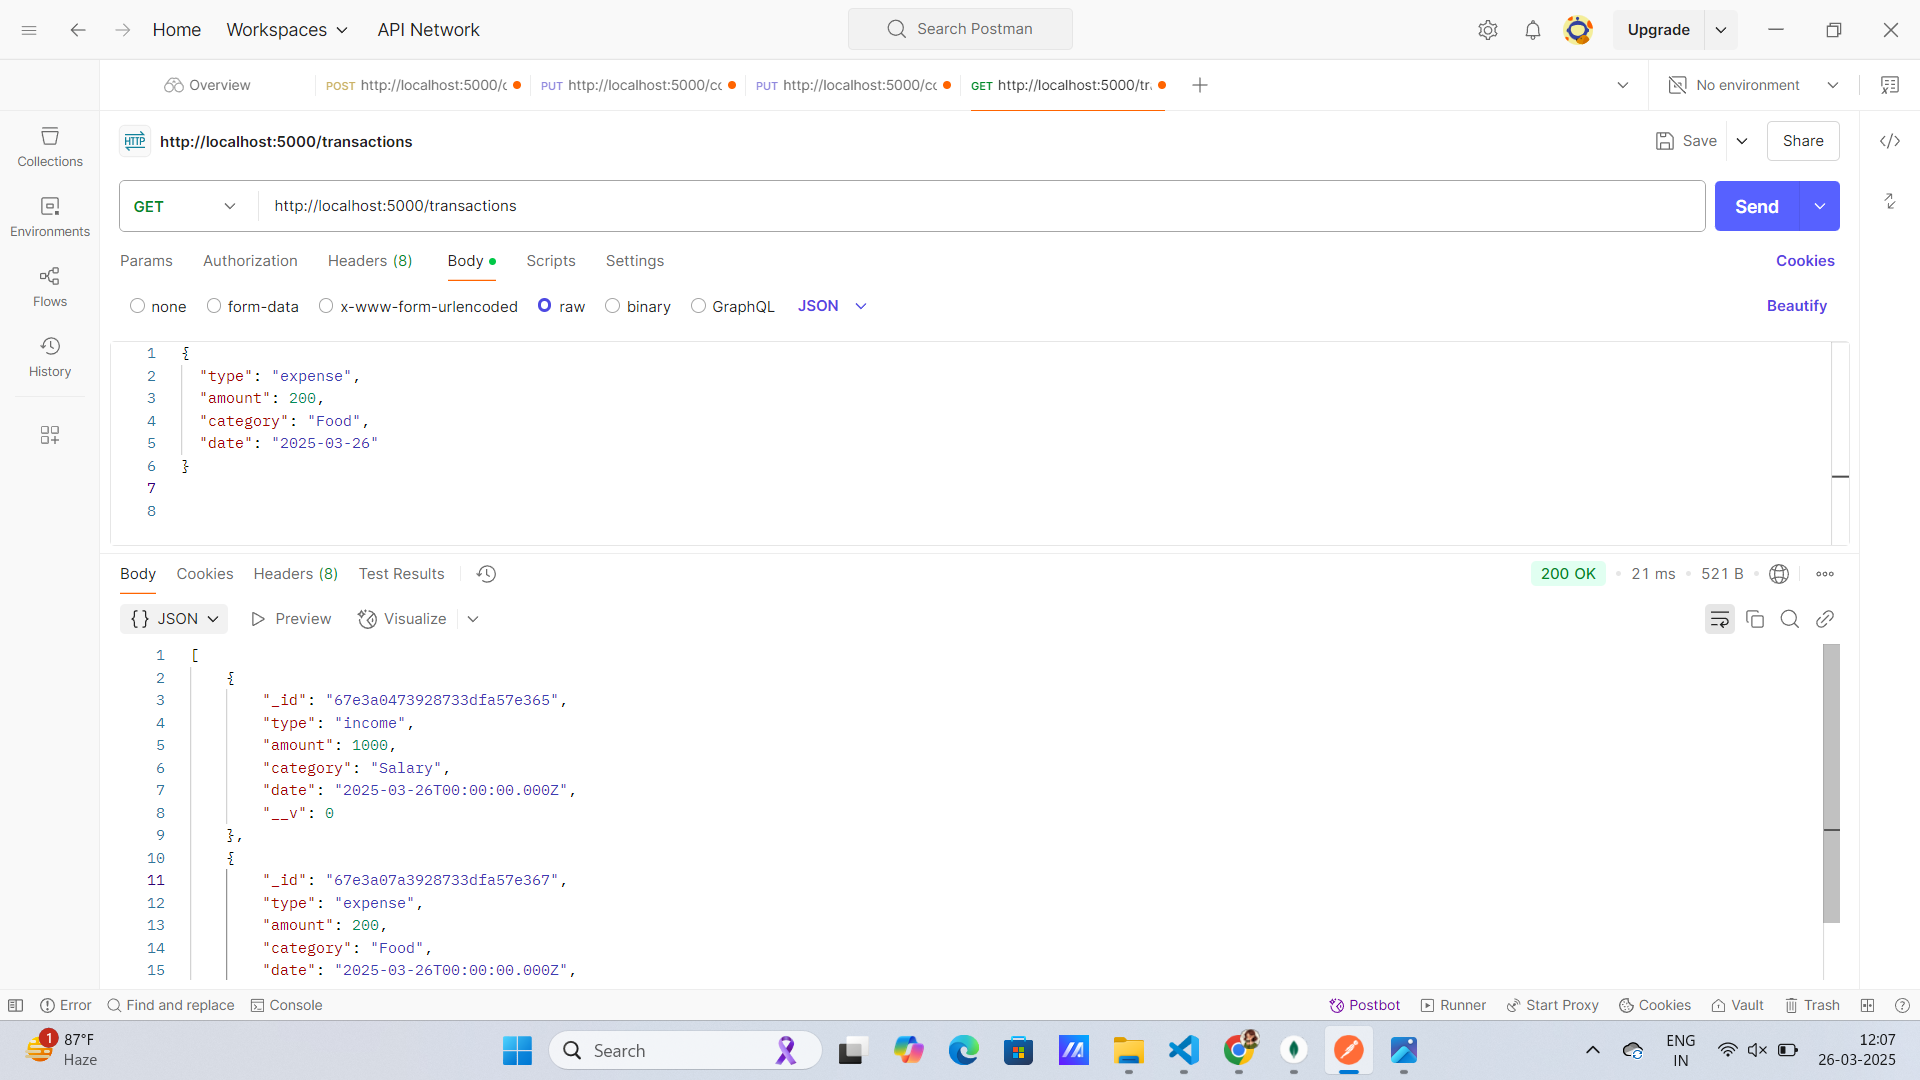 Home Workspaces API Network Search Postman Upgrade
Overview POST http://localhost:5000/c PUT http://localhost:5000/cc PUT http://localhost:5000/cc GET http://localhost:5000/tra No environment
HTTP http://localhost:5000/transactions Save Share
GET http://localhost:5000/transactions Send
Params Authorization Headers (8) Body Scripts Settings Cookies
none form-data x-www-form-urlencoded raw binary GraphQL JSON Beautify
Collections
Environments
Flows
History
1 {
2 "type": "expense",
3 "amount": 200,
4 "category": "Food",
5 "date": "2025-03-26"
6 }
7
8
Body Cookies Headers (8) Test Results 200 OK 21 ms 521 B
{} JSON Preview Visualize
1 [
2 {
3 "_id": "67e3a0473928733dfa57e365",
4 "type": "income",
5 "amount": 1000,
6 "category": "Salary",
7 "date": "2025-03-26T00:00:00.000Z",
8 "__v": 0
9 },
10 {
11 "_id": "67e3a07a3928733dfa57e367",
12 "type": "expense",
13 "amount": 200,
14 "category": "Food",
15 "date": "2025-03-26T00:00:00.000Z",
Error Find and replace Console Postbot Runner Start Proxy Cookies Vault Trash
1 87°F
Haze
Search
ENG
IN
12:07
26-03-2025